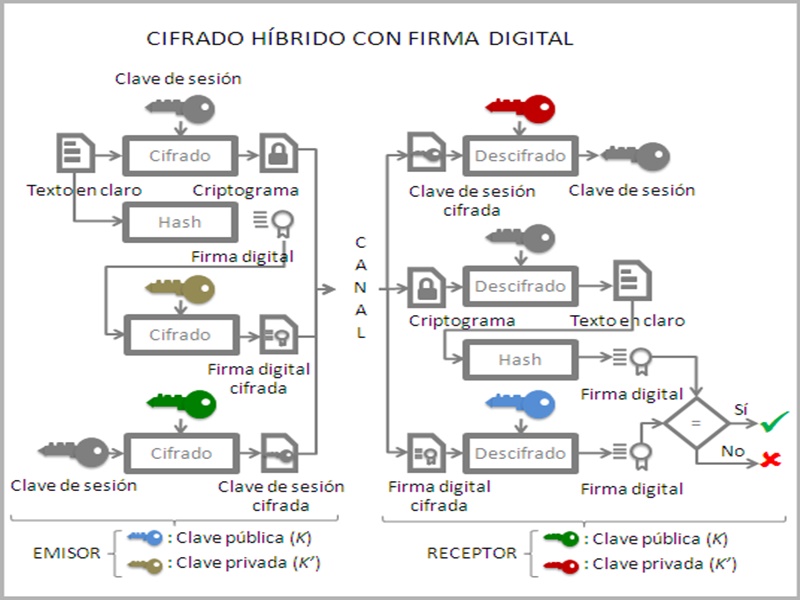 CIFRADO HÍBRIDO CON FIRMA DIGITAL
Clave de sesión
Cifrado
Texto en claro
Criptograma
Hash
Firma digital
Cifrado
Firma digital
cifrada
Cifrado
Clave de sesión
Clave de sesión
cifrada
EMISOR
: Clave pública (K)
: Clave privada (K')
C
A
N
A
L
Descifrado
Clave de sesión
cifrada
Clave de sesión
Descifrado
Criptograma
Texto en claro
Hash
Firma digital
=
Sí
No
Descifrado
Firma digital
cifrada
Firma digital
RECEPTOR
: Clave pública (K)
: Clave privada (K')